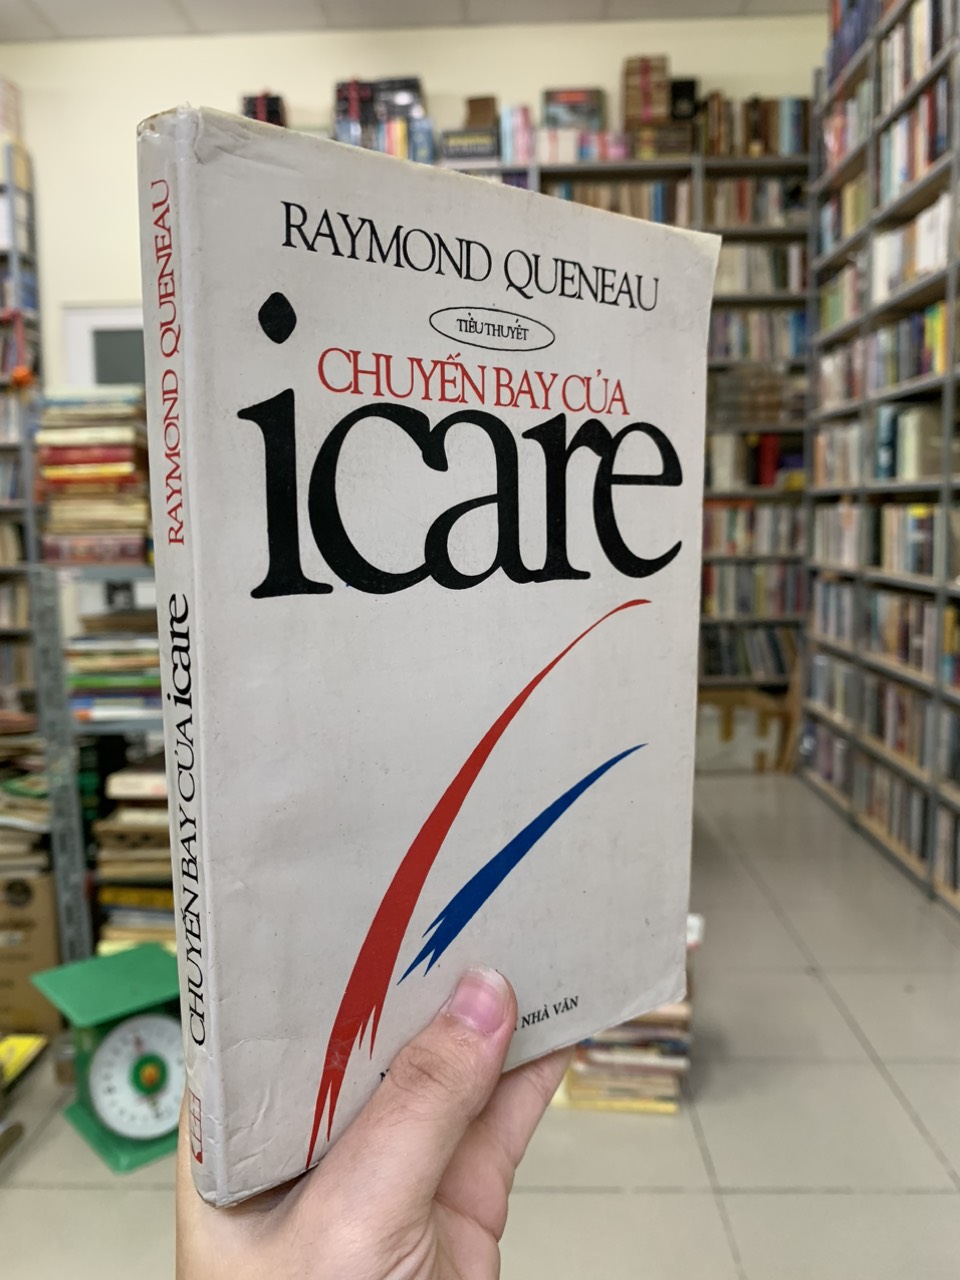 RAYMOND QUENEAU
TIỂU THUYẾT
CHUYẾN BAY CỦA
icare
NHÀ VĂN
CHUYẾN BAY CỦA icare RAYMOND QUENEAU